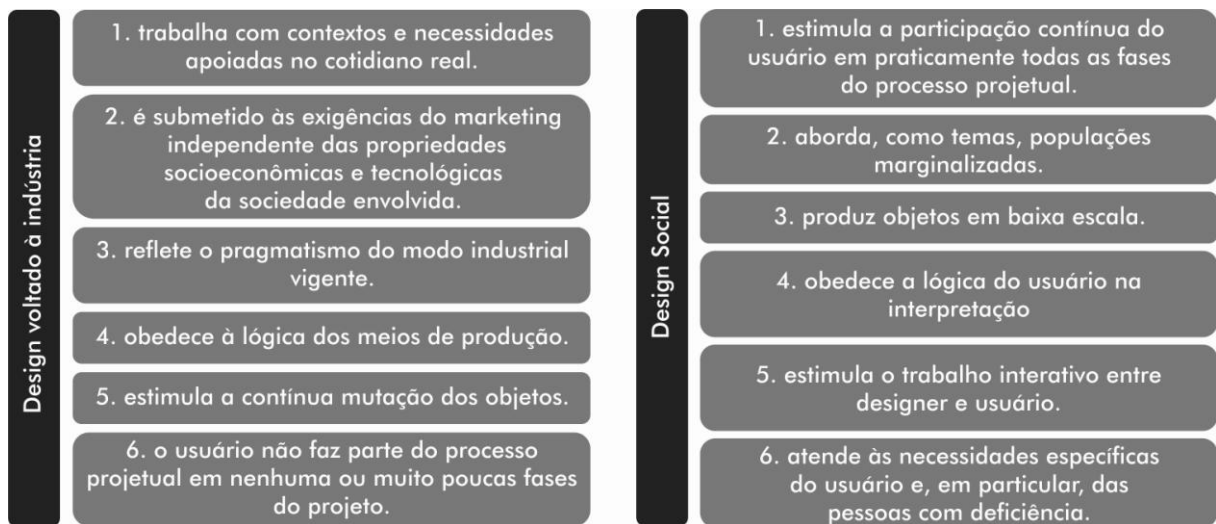 Design voltado à indústria
1. trabalha com contextos e necessidades
apoiadas no cotidiano real.
2. é submetido às exigências do marketing
independente das propriedades
socioeconômicas e tecnológicas
da sociedade envolvida.
3. reflete o pragmatismo do modo industrial
vigente.
4. obedece à lógica dos meios de produção.
5. estimula a contínua mutação dos objetos.
6. o usuário não faz parte do processo
projetual em nenhuma ou muito poucas fases
do projeto.
Design Social
1. estimula a participação contínua do
usuário em praticamente todas as fases
do processo projetual.
2. aborda, como temas, populações
marginalizadas.
3. produz objetos em baixa escala.
4. obedece a lógica do usuário na
interpretação
5. estimula o trabalho interativo entre
designer e usuário.
6. atende às necessidades específicas
do usuário e, em particular, das
pessoas com deficiência.